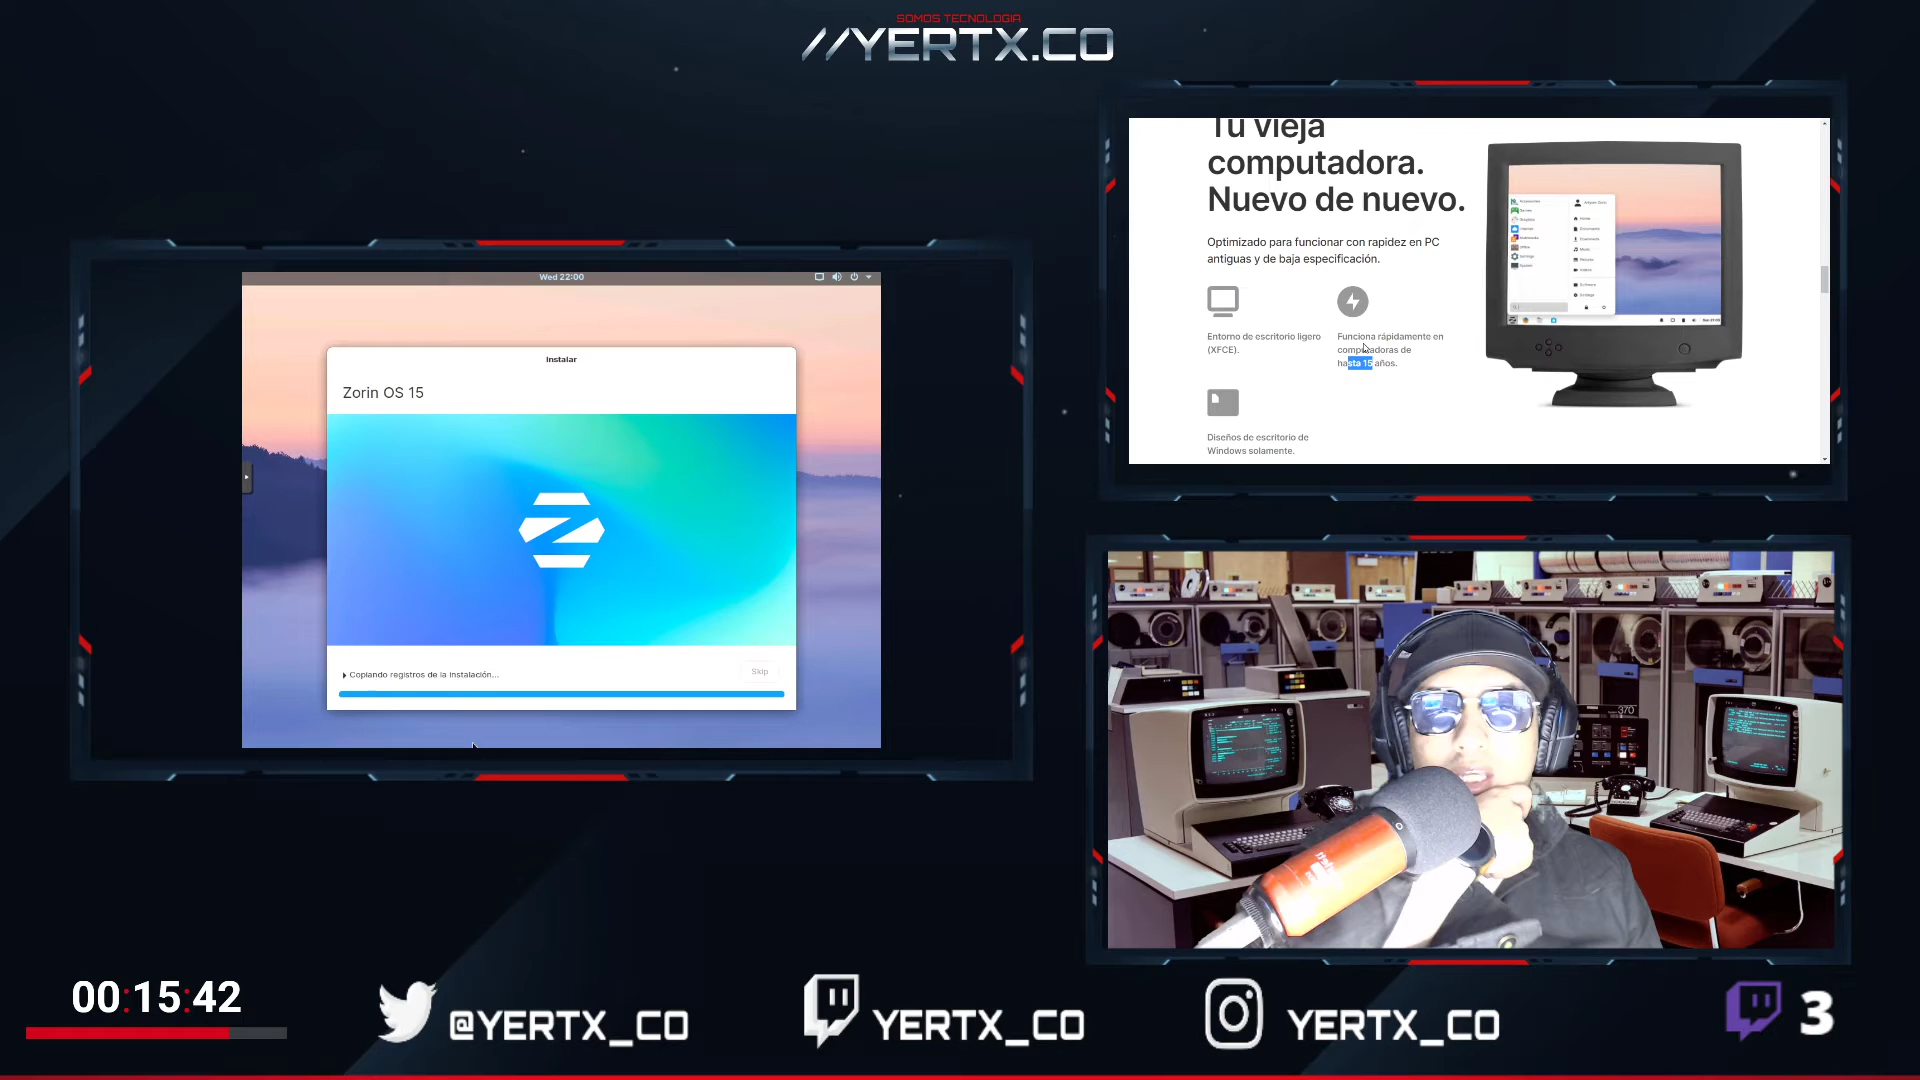 SOMOS TECNOLOGIA
//YERTX.CO
Wed 22:00
Instalar
Zorin OS 15
Copiando registros de la instalación...
Skip
Tu vieja
computadora.
Nuevo de nuevo.
Optimizado para funcionar con rapidez en PC
antiguas y de baja especificación.
Entorno de escritorio ligero
(XFCE).
Funciona rápidamente en
computadoras de
hasta 15 años.
Diseños de escritorio de
Windows solamente.
370
00:15:42
@YERTX_CO
YERTX_CO
YERTX_CO
3